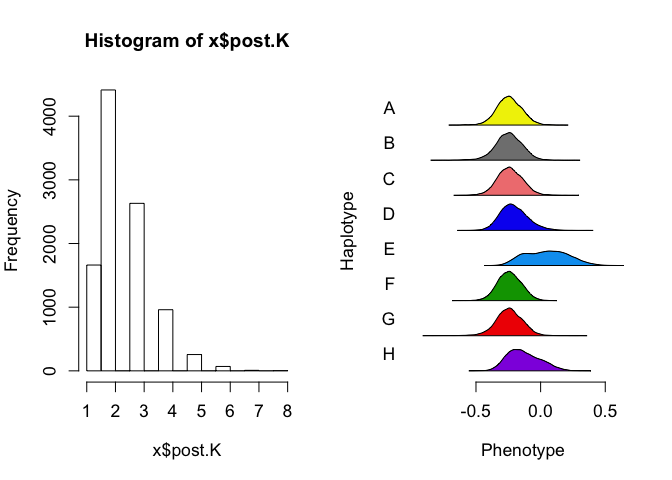 Histogram of x$post.K
Frequency
0
1000
2000
3000
4000
1 2 3 4 5 6 7 8
x$post.K
Haplotype
A
B
C
D
E
F
G
H
-0.5 0.0 0.5
Phenotype